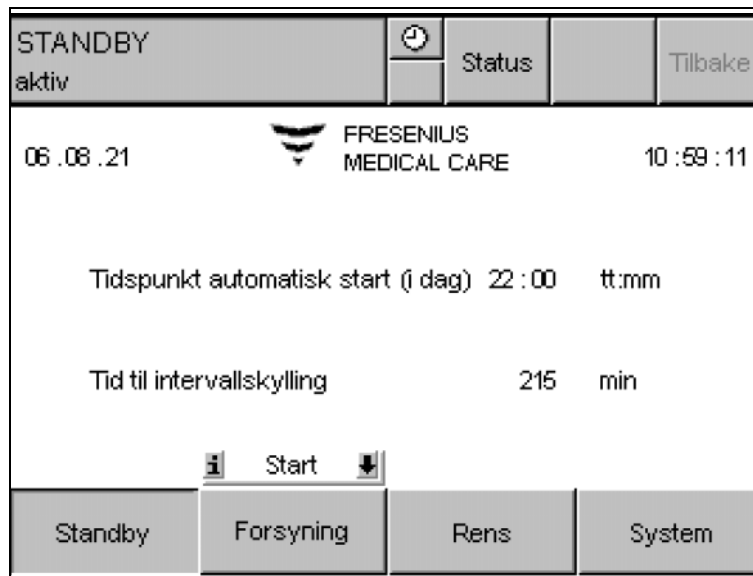 STANDBY
aktiv
Status
Tilbake
06.08.21
FRESENIUS
MEDICAL CARE
10:59:11
Tidspunkt automatisk start (i dag) 22:00 tt:mm
Tid til intervallskylling 215 min
i Start
Standby
Forsyning
Rens
System